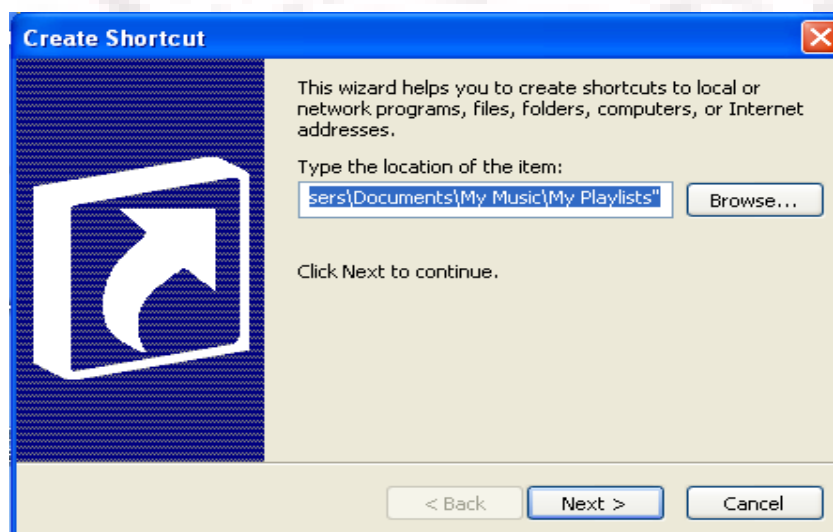 Create Shortcut
This wizard helps you to create shortcuts to local or
network programs, files, folders, computers, or Internet
addresses.
Type the location of the item:
sers\Documents\My Music\My Playlists"
Browse...
Click Next to continue.
< Back
Next >
Cancel